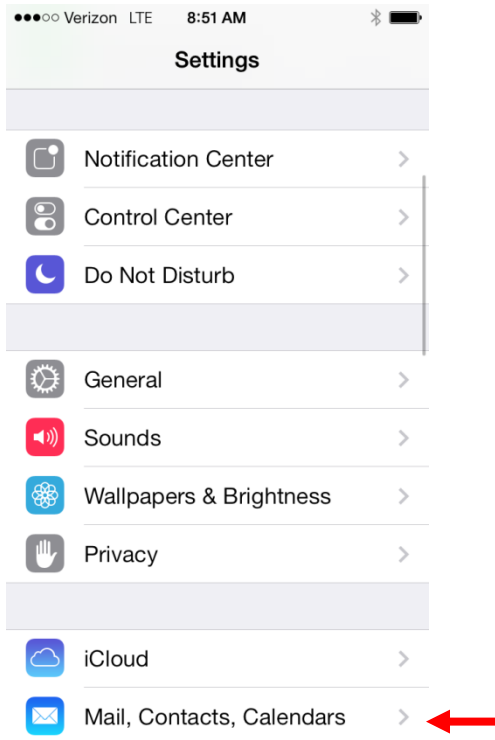 Verizon LTE 8:51 AM
Settings
Notification Center
Control Center
Do Not Disturb
General
Sounds
Wallpapers & Brightness
Privacy
iCloud
Mail, Contacts, Calendars